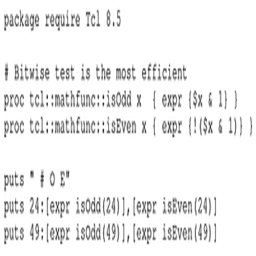 package require Tcl 8.5
# Bitwise test is the most efficient
proc tcl::mathfunc::isOdd x { expr {$x & 1} }
proc tcl::mathfunc::isEven x { expr {!($x & 1)} }
puts " # O E"
puts 24:[expr isOdd(24)],[expr isEven(24)]
puts 49:[expr isOdd(49)],[expr isEven(49)]